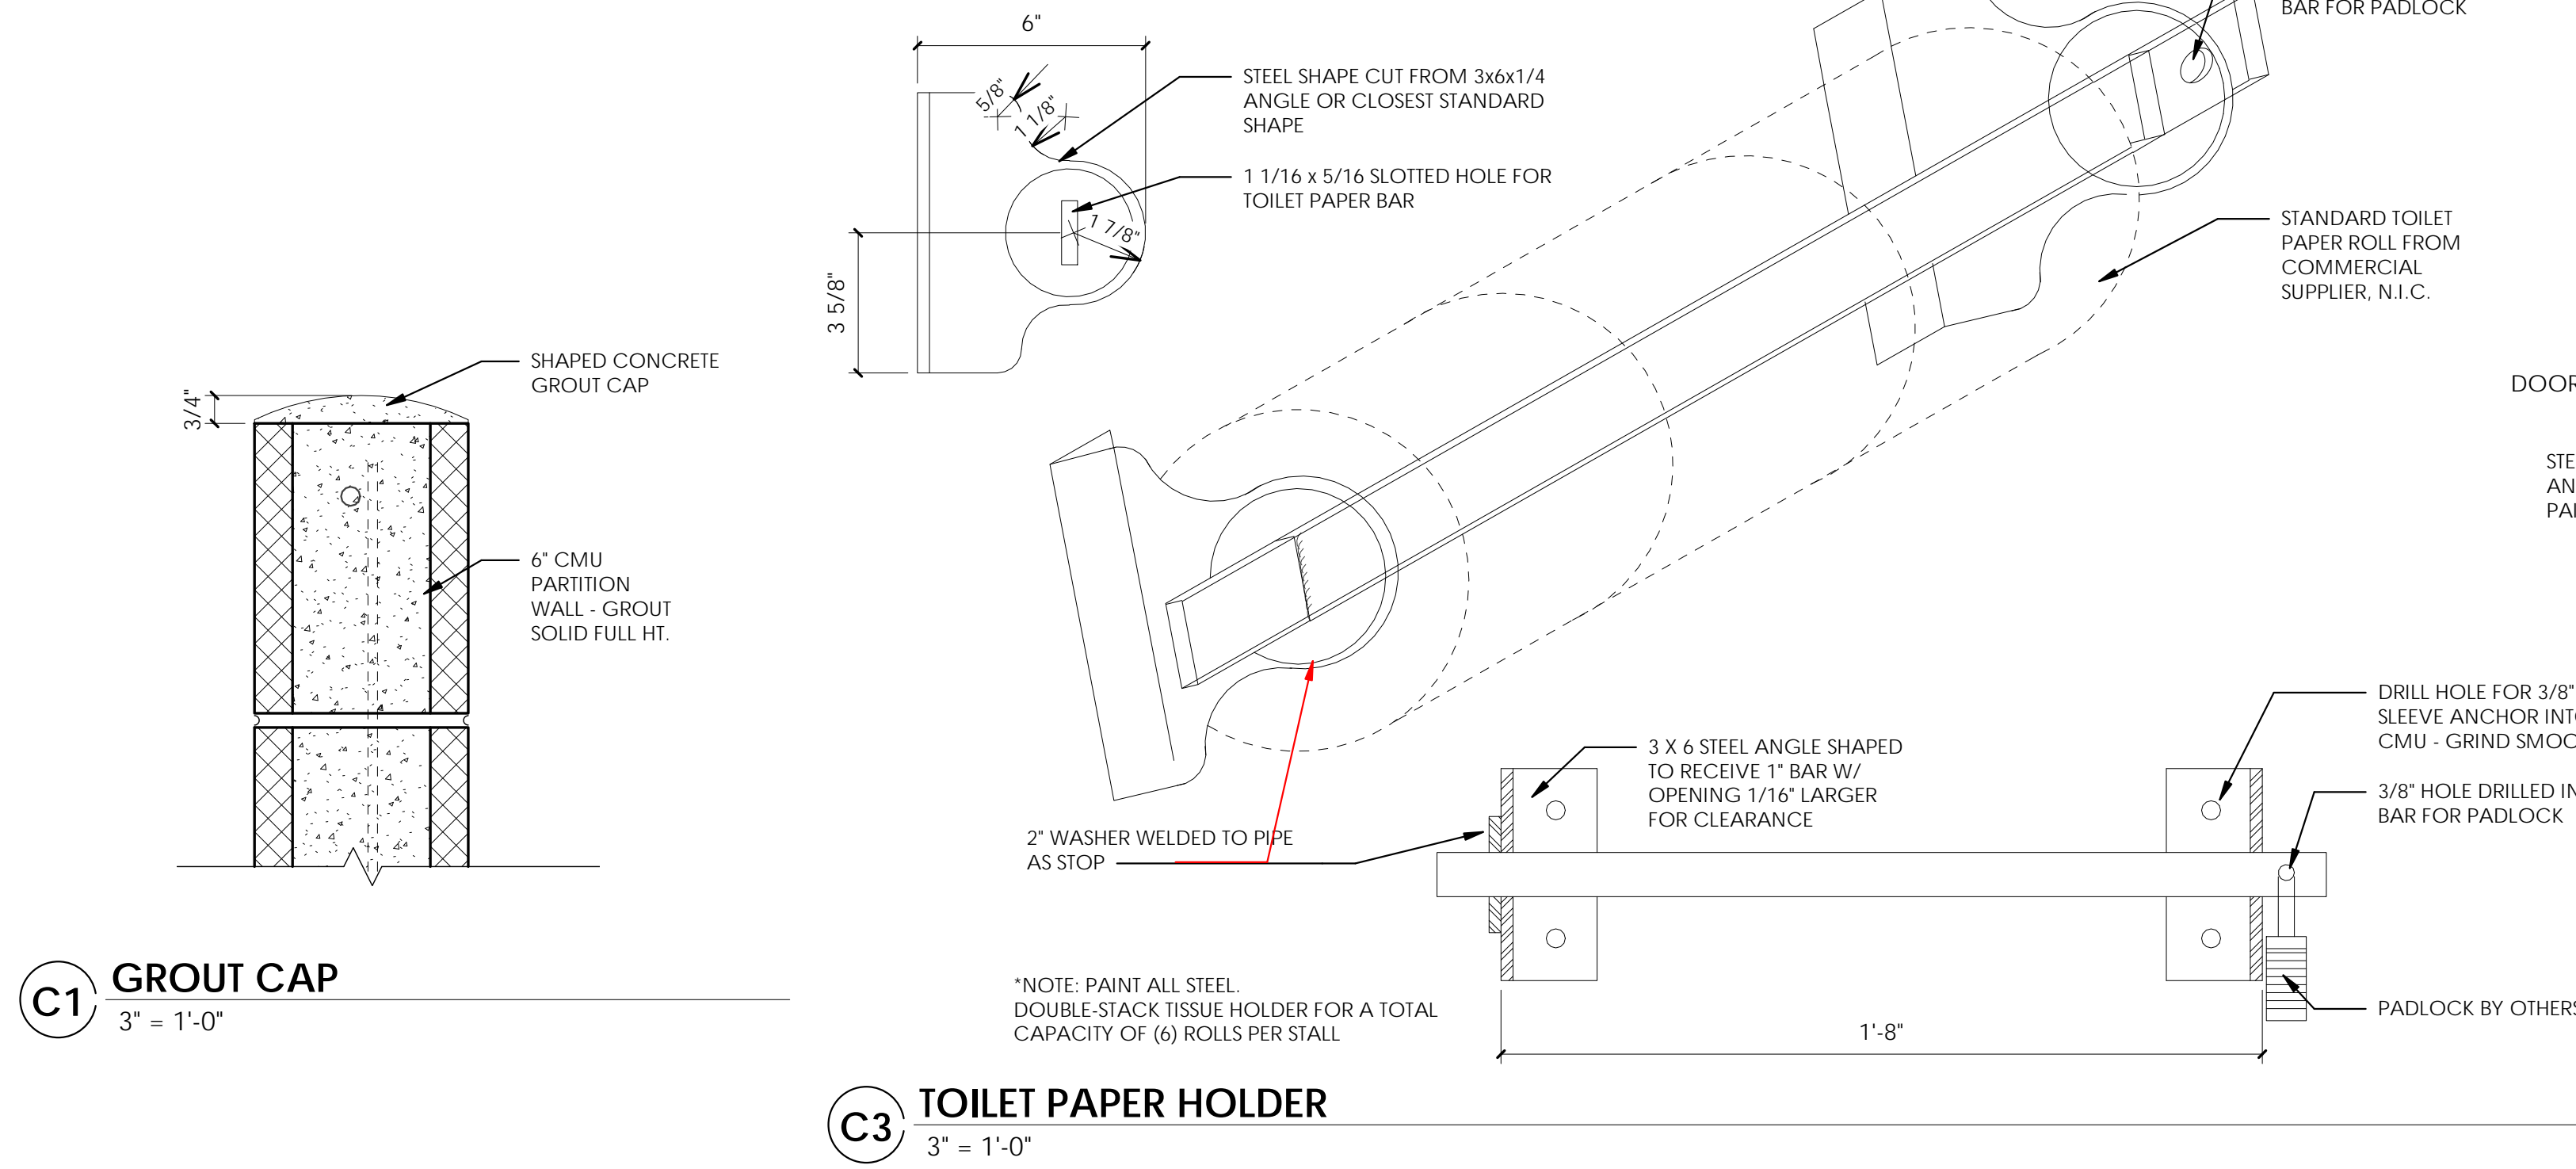 SHAPED CONCRETE
GROUT CAP
3/4"
6" CMU
PARTITION
WALL - GROUT
SOLID FULL HT.
C1
GROUT CAP
3" = 1'-0"
6"
5/8"
1 1/8"
STEEL SHAPE CUT FROM 3x6x1/4
ANGLE OR CLOSEST STANDARD
SHAPE
1 1/16 x 5/16 SLOTTED HOLE FOR
TOILET PAPER BAR
1 7/8"
3 5/8"
BAR FOR PADLOCK
STANDARD TOILET
PAPER ROLL FROM
COMMERCIAL
SUPPLIER, N.I.C.
DOOR
STE
AN
PA
3 X 6 STEEL ANGLE SHAPED
TO RECEIVE 1" BAR W/
OPENING 1/16" LARGER
FOR CLEARANCE
2" WASHER WELDED TO PIPE
AS STOP
DRILL HOLE FOR 3/8"
SLEEVE ANCHOR INTO
CMU - GRIND SMOO
3/8" HOLE DRILLED IN
BAR FOR PADLOCK
PADLOCK BY OTHERS
*NOTE: PAINT ALL STEEL.
DOUBLE-STACK TISSUE HOLDER FOR A TOTAL
CAPACITY OF (6) ROLLS PER STALL
1'-8"
C3
TOILET PAPER HOLDER
3" = 1'-0"